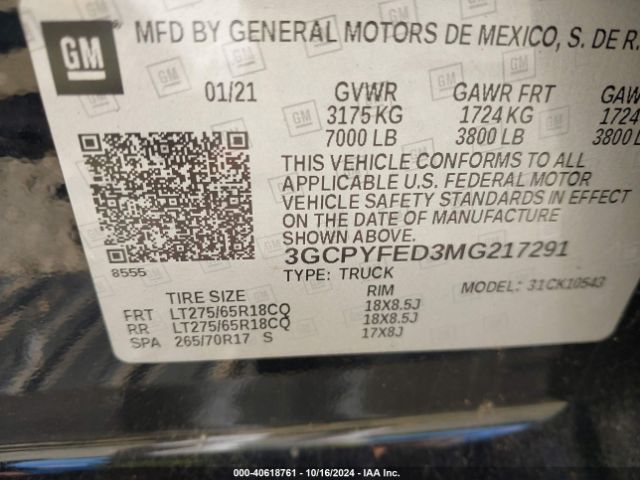 GM MFD BY GENERAL MOTORS DE MEXICO, S. DE R.
01/21 GVWR GAWR FRT GAW
3175 KG 1724 KG 1724
7000 LB 3800 LB 3800 L
THIS VEHICLE CONFORMS TO ALL
APPLICABLE U.S. FEDERAL MOTOR
VEHICLE SAFETY STANDARDS IN EFFECT
ON THE DATE OF MANUFACTURE
SHOWN ABOVE.
8555 3GCPYFED3MG217291
TYPE: TRUCK MODEL: 31CK10543
TIRE SIZE RIM
FRT LT275/65R18CQ 18X8.5J
RR LT275/65R18CQ 18X8.5J
SPA 265/70R17 S 17X8J
000-40618761 | 10/16/2024 | IAA Inc.